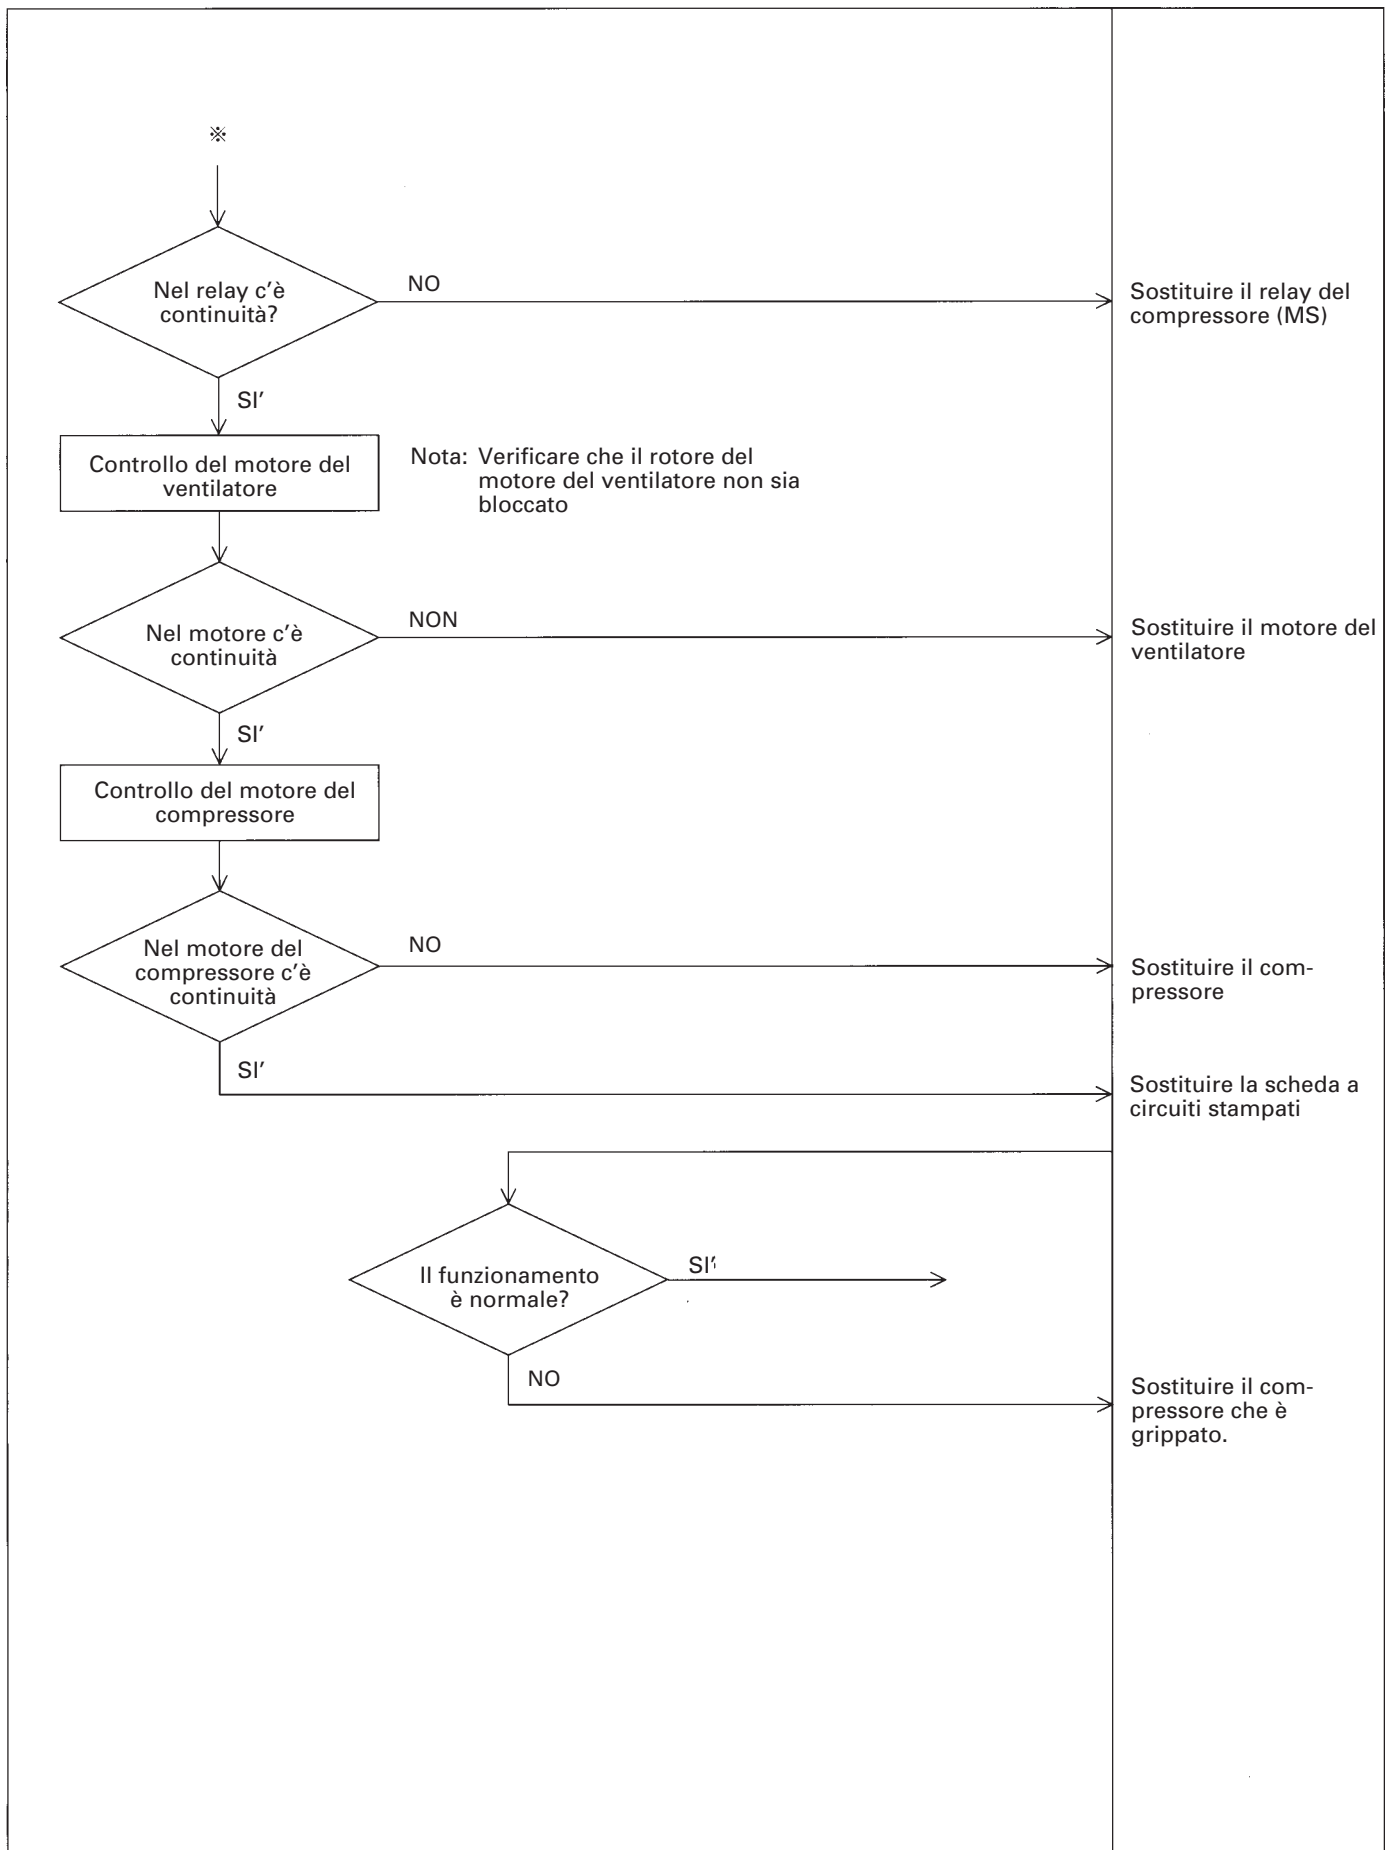 ※
Nel relay c'è
continuità?
NO
Sostituire il relay del
compressore (MS)
SI'
Controllo del motore del
ventilatore
Nota: Verificare che il rotore del
motore del ventilatore non sia
bloccato
Nel motore c'è
continuità
NON
Sostituire il motore del
ventilatore
SI'
Controllo del motore del
compressore
Nel motore del
compressore c'è
continuità
NO
Sostituire il com-
pressore
SI'
Sostituire la scheda a
circuiti stampati
Il funzionamento
è normale?
SI'
NO
Sostituire il com-
pressore che è
grippato.